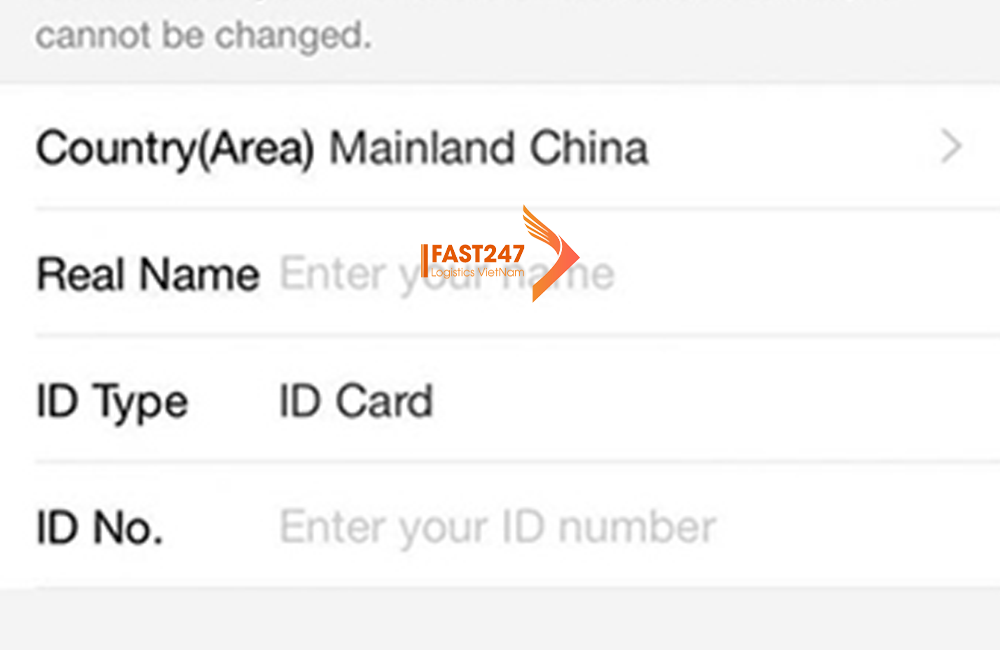 cannot be changed.
Country(Area) Mainland China
FAST247
Logistics VietNam
Real Name Enter your name
ID Type ID Card
ID No. Enter your ID number